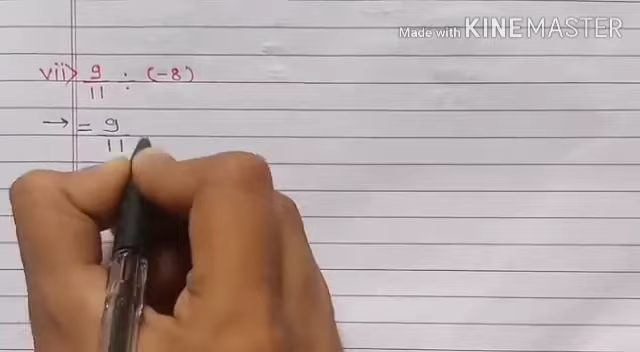 Made with KINEMASTER
vii> 9/11 ÷ (-8)
→ = 9/11